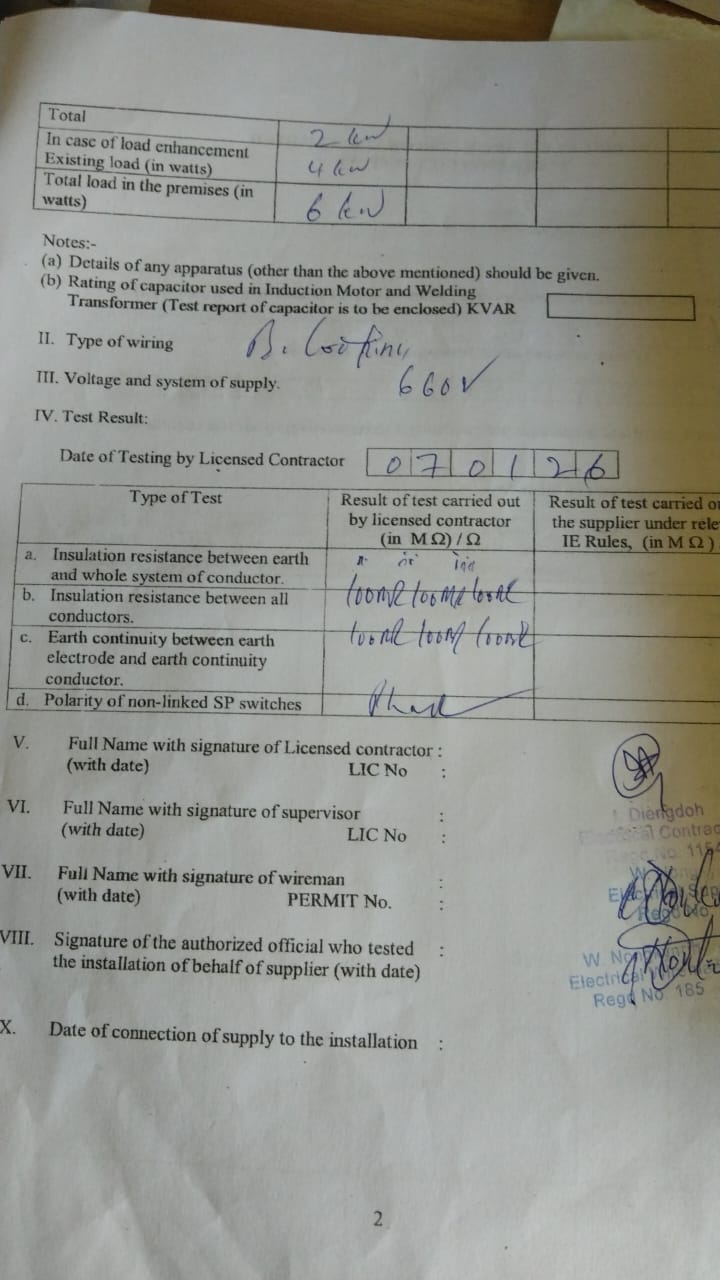 Total
2 kw
In case of load enhancement
Existing load (in watts)
4 kw
Total load in the premises (in
watts)
6 kw
Notes:-
(a) Details of any apparatus (other than the above mentioned) should be given.
(b) Rating of capacitor used in Induction Motor and Welding
Transformer (Test report of capacitor is to be enclosed) KVAR
II. Type of wiring
III. Voltage and system of supply. 660V
IV. Test Result:
Date of Testing by Licensed Contractor 070126
Type of Test
Result of test carried out
by licensed contractor
(in M Ω) / Ω
Result of test carried
the supplier under
IE Rules, (in M Ω)
a. Insulation resistance between earth
and whole system of conductor.
b. Insulation resistance between all
conductors.
c. Earth continuity between earth
electrode and earth continuity
conductor.
d. Polarity of non-linked SP switches
V. Full Name with signature of Licensed contractor :
(with date) LIC No :
VI. Full Name with signature of supervisor :
(with date) LIC No :
VII. Full Name with signature of wireman :
(with date) PERMIT No. :
VIII. Signature of the authorized official who tested :
the installation of behalf of supplier (with date)
X. Date of connection of supply to the installation :
Diengdoh
Regd No 185
2